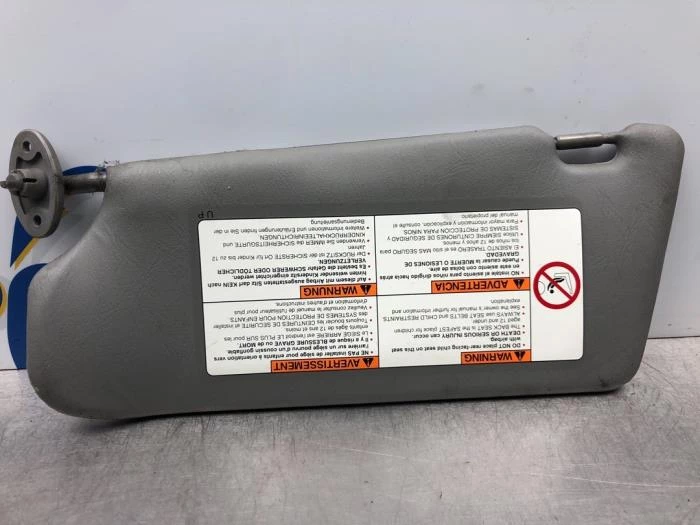 WARNING
• DO NOT place rear-facing child seat on this seat
with airbag.
DEATH OR SERIOUS INJURY can occur.
• The BACK SEAT is the SAFEST place for children
aged 12 and under.
• ALWAYS use SEAT BELTS and CHILD RESTRAINTS.
• See the owner's manual for further information and
explanation.
AVERTISSEMENT
• NE PAS installer de siège pour enfants à orientation vers
l'arrière sur un siège pourvu d'un coussin gonflable.
Il y a risque de BLESSURE GRAVE ou de MORT.
• Le SIEGE ARRIERE est l'endroit LE PLUS SÛR pour les
enfants âgés de 12 ans et moins.
• Toujours boucler les CEINTURES DE SÉCURITÉ et installer
des SYSTÈMES DE PROTECTION POUR ENFANTS.
• Veuillez consulter le manuel de l'utilisateur pour
d'information et d'autres instructions.
ADVERTENCIA
• NO instale el asiento para niños dirigido hacia atrás
en este asiento con bolsa de aire.
Puede causar MUERTE O LESIONES DE
GRAVEDAD.
• El ASIENTO TRASERO es el sitio MAS SEGURO para
los niños de 12 años y menos.
• Utilice SIEMPRE CINTURONES DE SEGURIDAD y
SISTEMAS DE PROTECCIÓN PARA NIÑOS
• Para mayor información y explicación, consulte el
manual del propietario
WARNUNG
• Auf diesem mit Airbag ausgestatteten Sitz darf KEIN nach
hinten weisender Kindersitz eingerichtet werden.
Es besteht die Gefahr SCHWERER ODER TÖDLICHER
VERLETZUNGEN.
• Der RÜCKSITZ ist der SICHERSTE Platz für Kinder bis 12
Jahren
• Verwenden Sie IMMER die SICHERHEITSGURTE und
KINDERRÜCKHALTEEINRICHTUNGEN.
• Weitere Informationen und Erläuterungen finden Sie in der
Bedienungsanleitung
UP